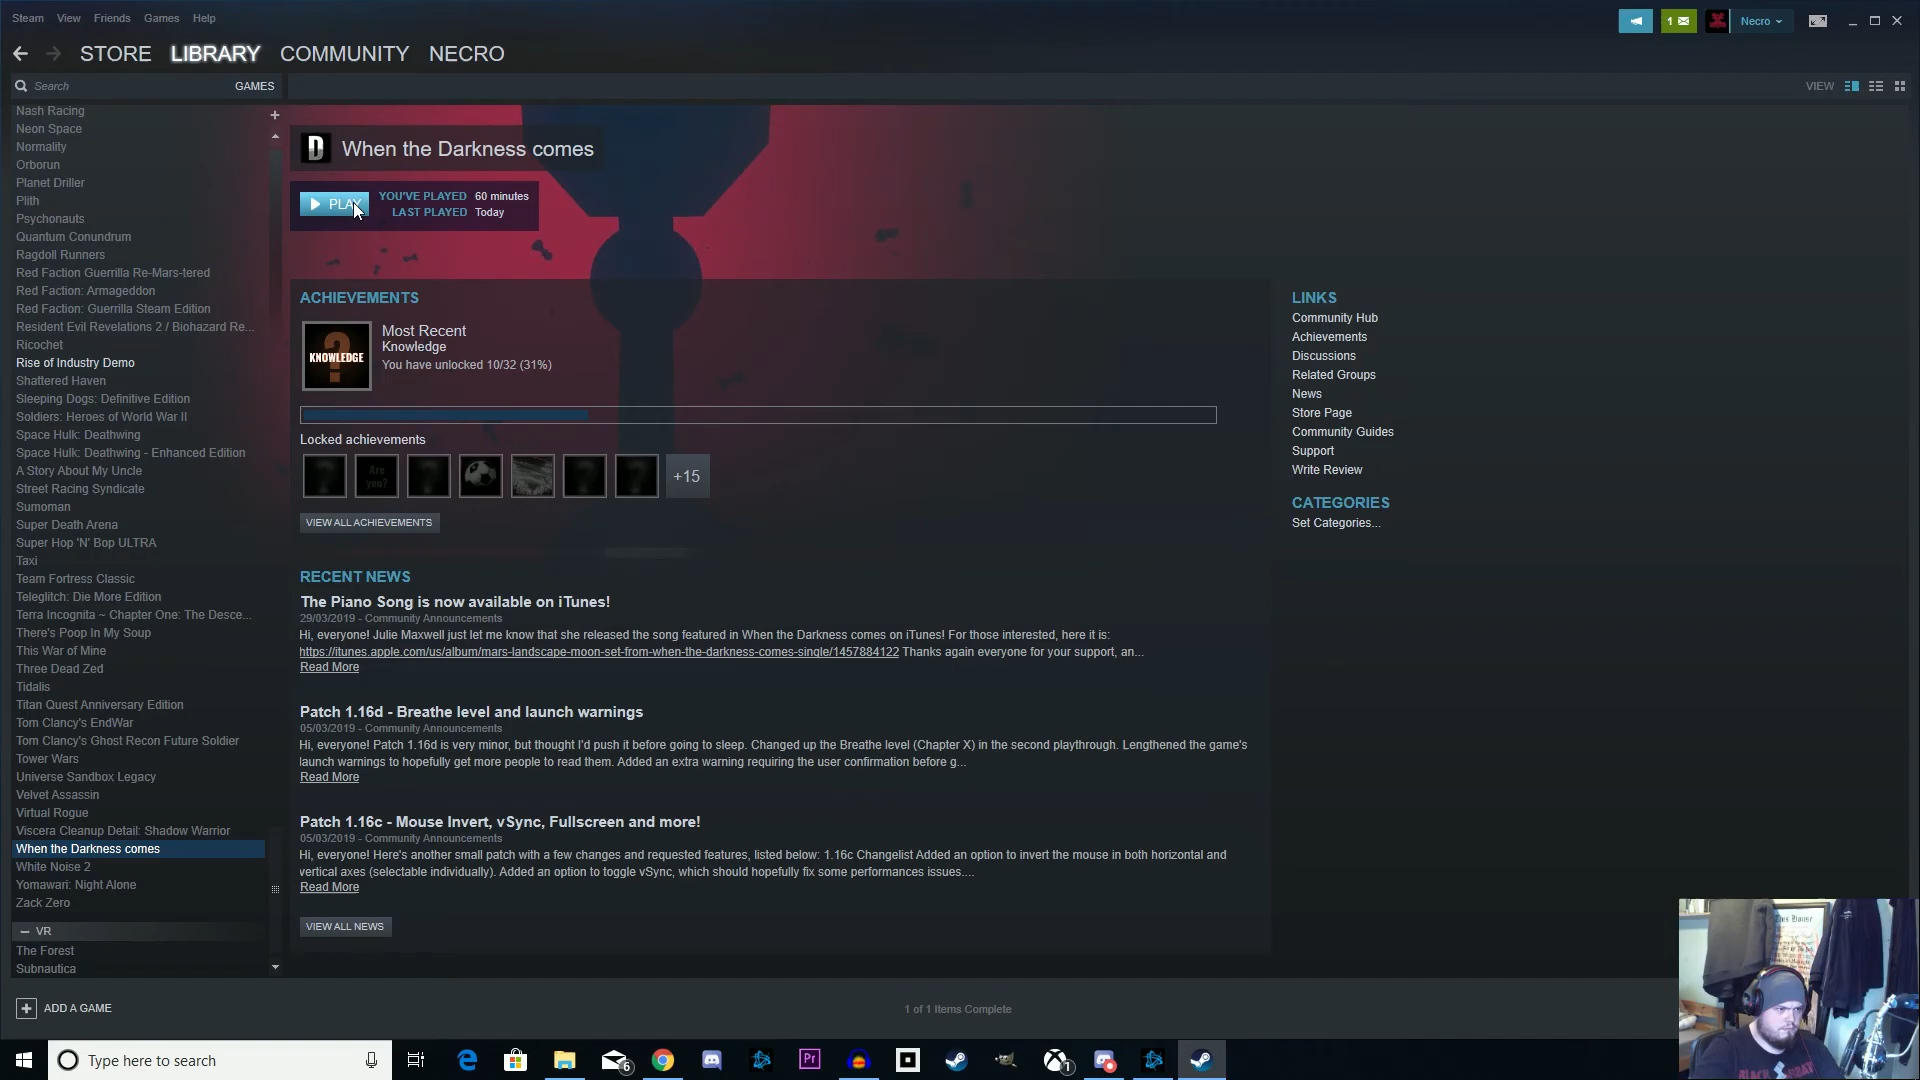 Steam View Friends Games Help
1
Necro
STORE LIBRARY COMMUNITY NECRO
Search GAMES
VIEW
Nash Racing
Neon Space
Normality
Orborun
Planet Driller
Plith
Psychonauts
Quantum Conundrum
Ragdoll Runners
Red Faction Guerrilla Re-Mars-tered
Red Faction: Armageddon
Red Faction: Guerrilla Steam Edition
Resident Evil Revelations 2 / Biohazard Re...
Ricochet
Rise of Industry Demo
Shattered Haven
Sleeping Dogs: Definitive Edition
Soldiers: Heroes of World War II
Space Hulk: Deathwing
Space Hulk: Deathwing - Enhanced Edition
A Story About My Uncle
Street Racing Syndicate
Sumoman
Super Death Arena
Super Hop 'N' Bop ULTRA
Taxi
Team Fortress Classic
Teleglitch: Die More Edition
Terra Incognita ~ Chapter One: The Desce...
There's Poop In My Soup
This War of Mine
Three Dead Zed
Tidalis
Titan Quest Anniversary Edition
Tom Clancy's EndWar
Tom Clancy's Ghost Recon Future Soldier
Tower Wars
Universe Sandbox Legacy
Velvet Assassin
Virtual Rogue
Viscera Cleanup Detail: Shadow Warrior
When the Darkness comes
White Noise 2
Yomawari: Night Alone
Zack Zero
VR
The Forest
Subnautica
ADD A GAME
D When the Darkness comes
PLAY
YOU'VE PLAYED 60 minutes
LAST PLAYED Today
ACHIEVEMENTS
KNOWLEDGE
Most Recent
Knowledge
You have unlocked 10/32 (31%)
Locked achievements
Are you?
+15
VIEW ALL ACHIEVEMENTS
RECENT NEWS
The Piano Song is now available on iTunes!
29/03/2019 - Community Announcements
Hi, everyone! Julie Maxwell just let me know that she released the song featured in When the Darkness comes on iTunes! For those interested, here it is:
https://itunes.apple.com/us/album/mars-landscape-moon-set-from-when-the-darkness-comes-single/1457884122 Thanks again everyone for your support, an...
Read More
Patch 1.16d - Breathe level and launch warnings
05/03/2019 - Community Announcements
Hi, everyone! Patch 1.16d is very minor, but thought I'd push it before going to sleep. Changed up the Breathe level (Chapter X) in the second playthrough. Lengthened the game's
launch warnings to hopefully get more people to read them. Added an extra warning requiring the user confirmation before g...
Read More
Patch 1.16c - Mouse Invert, vSync, Fullscreen and more!
05/03/2019 - Community Announcements
Hi, everyone! Here's another small patch with a few changes and requested features, listed below: 1.16c Changelist Added an option to invert the mouse in both horizontal and
vertical axes (selectable individually). Added an option to toggle vSync, which should hopefully fix some performances issues....
Read More
VIEW ALL NEWS
LINKS
Community Hub
Achievements
Discussions
Related Groups
News
Store Page
Community Guides
Support
Write Review
CATEGORIES
Set Categories...
1 of 1 Items Complete
This House
BLACK
Type here to search
6
Pr
1